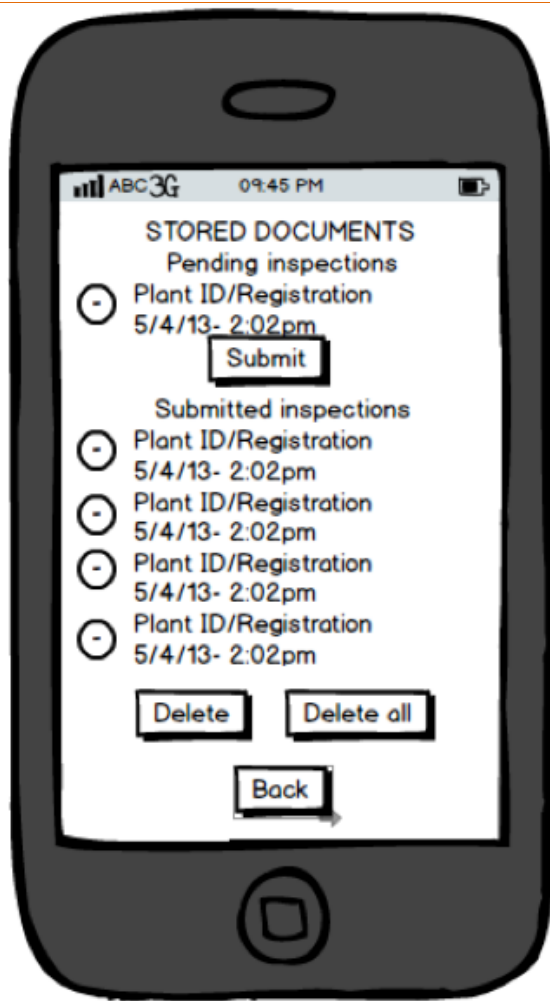 ABC 3G 09:45 PM
STORED DOCUMENTS
Pending inspections
- Plant ID/Registration
5/4/13- 2:02pm
Submit
Submitted inspections
- Plant ID/Registration
5/4/13- 2:02pm
- Plant ID/Registration
5/4/13- 2:02pm
- Plant ID/Registration
5/4/13- 2:02pm
- Plant ID/Registration
5/4/13- 2:02pm
Delete Delete all
Back